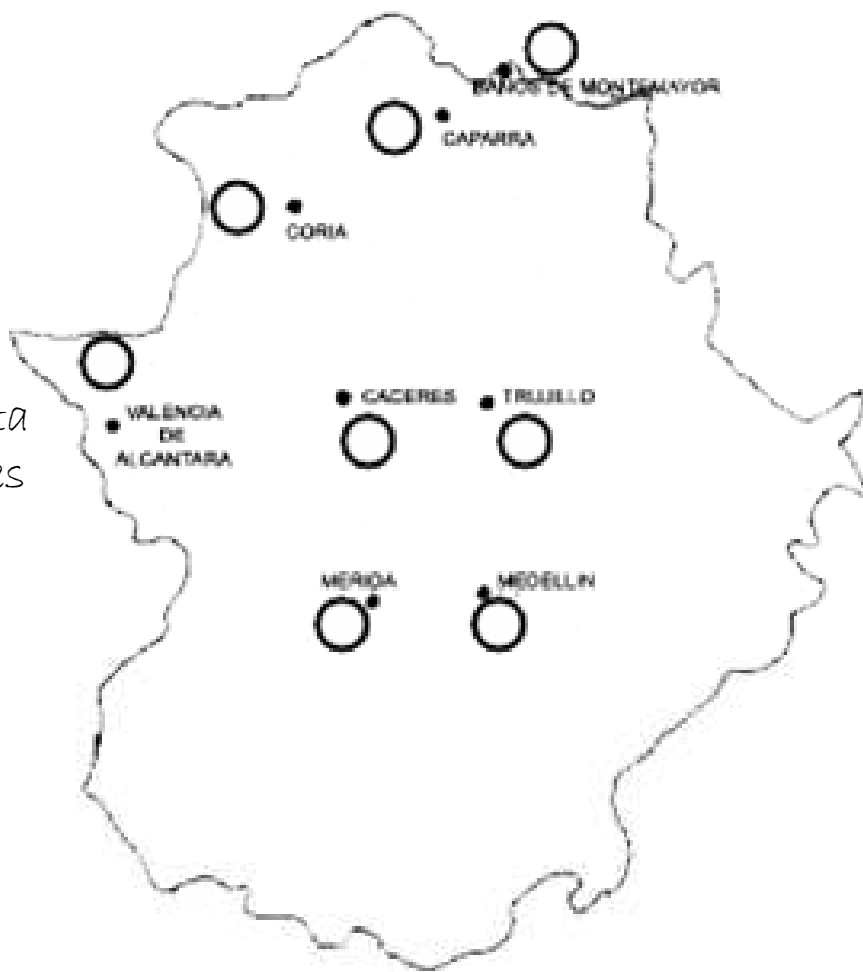 BAÑOS DE MONTEMAYOR
CAPARRA
CORIA
CACERES
TRUJILLO
VALENCIA
DE
ALCANTARA
MERIDA
MEDELLIN